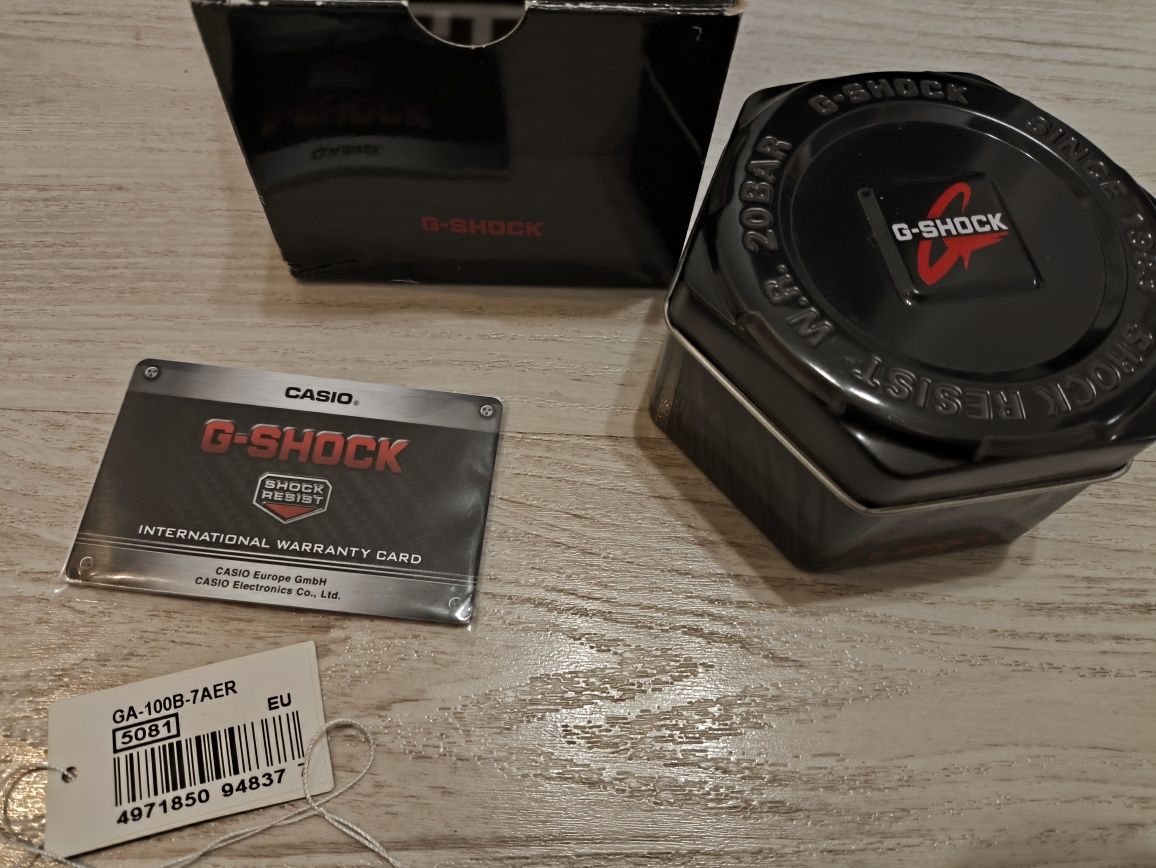 G-SHOCK
G-SHOCK
SINCE 1983
SHOCK RESIST
W.R. 20BAR
G-SHOCK
G-SHOCK
CASIO®
G-SHOCK
SHOCK
RESIST
INTERNATIONAL WARRANTY CARD
CASIO Europe GmbH
CASIO Electronics Co., Ltd.
GA-100B-7AER
5081 EU
4971850 94837